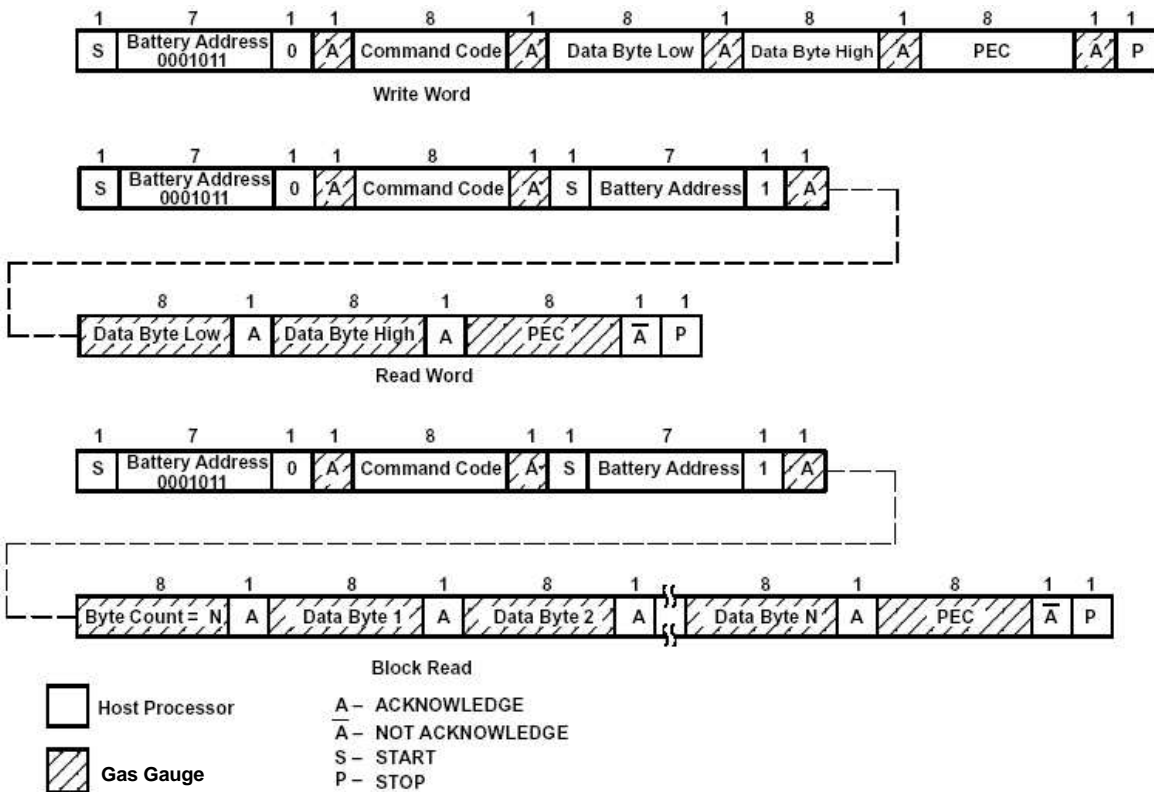 1 7 1 1 8 1 8 1 8 1 8 1 1
S Battery Address 0001011 0 A Command Code A Data Byte Low A Data Byte High A PEC A P
Write Word
1 7 1 1 8 1 1 7 1 1
S Battery Address 0001011 0 A Command Code A S Battery Address 1 A
8 1 8 1 8 1 1
Data Byte Low A Data Byte High A PEC A̅ P
Read Word
1 7 1 1 8 1 1 7 1 1
S Battery Address 0001011 0 A Command Code A S Battery Address 1 A
8 1 8 1 8 1 8 1 8 1 1
Byte Count = N A Data Byte 1 A Data Byte 2 A Data Byte N A PEC A̅ P
Block Read
Host Processor
Gas Gauge
A – ACKNOWLEDGE
A̅ – NOT ACKNOWLEDGE
S – START
P – STOP